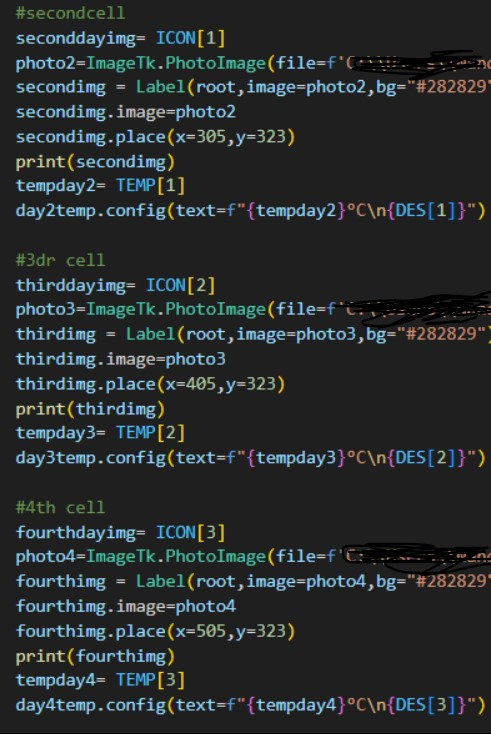 #secondcell
seconddayimg= ICON[1]
photo2=ImageTk.PhotoImage(file=f'
secondimg = Label(root,image=photo2,bg="#282829"
secondimg.image=photo2
secondimg.place(x=305,y=323)
print(secondimg)
tempday2= TEMP[1]
day2temp.config(text=f"{tempday2}°C\n{DES[1]}")
#3dr cell
thirddayimg= ICON[2]
photo3=ImageTk.PhotoImage(file=f'
thirdimg = Label(root,image=photo3,bg="#282829")
thirdimg.image=photo3
thirdimg.place(x=405,y=323)
print(thirdimg)
tempday3= TEMP[2]
day3temp.config(text=f"{tempday3}°C\n{DES[2]}")
#4th cell
fourthdayimg= ICON[3]
photo4=ImageTk.PhotoImage(file=f'
fourthimg = Label(root,image=photo4,bg="#282829"
fourthimg.image=photo4
fourthimg.place(x=505,y=323)
print(fourthimg)
tempday4= TEMP[3]
day4temp.config(text=f"{tempday4}°C\n{DES[3]}")